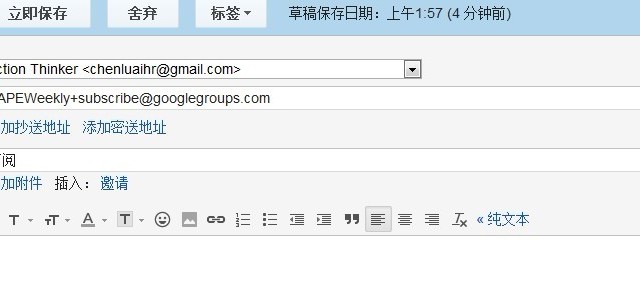 立即保存 舍弃 标签 草稿保存日期：上午1:57 (4 分钟前)
ction Thinker <chenluaihr@gmail.com>
APEWeekly+subscribe@googlegroups.com
加抄送地址 添加密送地址
阅
加附件 插入：邀请
T TT A T « 纯文本